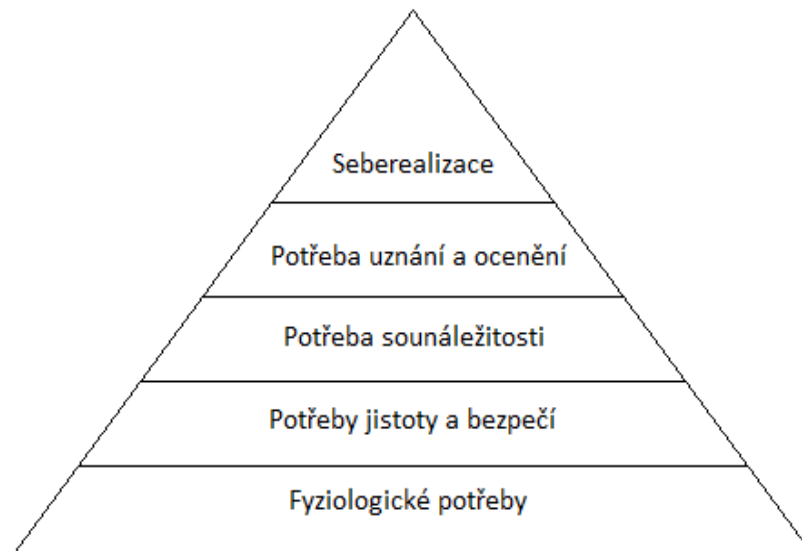 Seberealizace
Potřeba uznání a ocenění
Potřeba sounáležitosti
Potřeby jistoty a bezpečí
Fyziologické potřeby